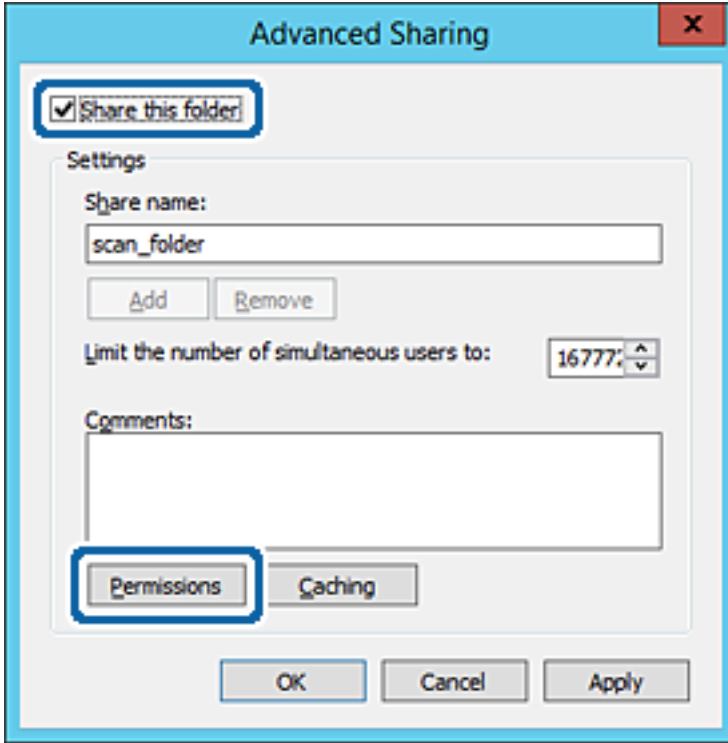 Advanced Sharing
x
Share this folder
Settings
Share name:
scan_folder
Add Remove
Limit the number of simultaneous users to:
Comments:
Permissions Caching
OK Cancel Apply